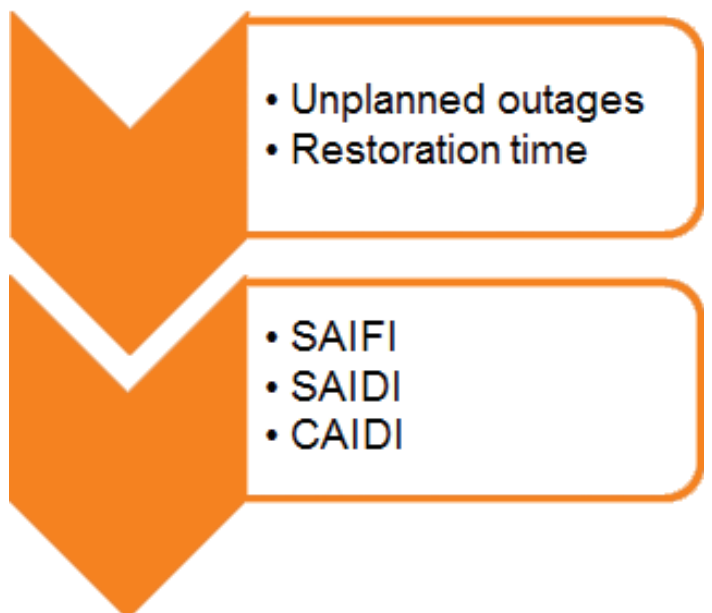 • Unplanned outages
• Restoration time
• SAIFI
• SAIDI
• CAIDI